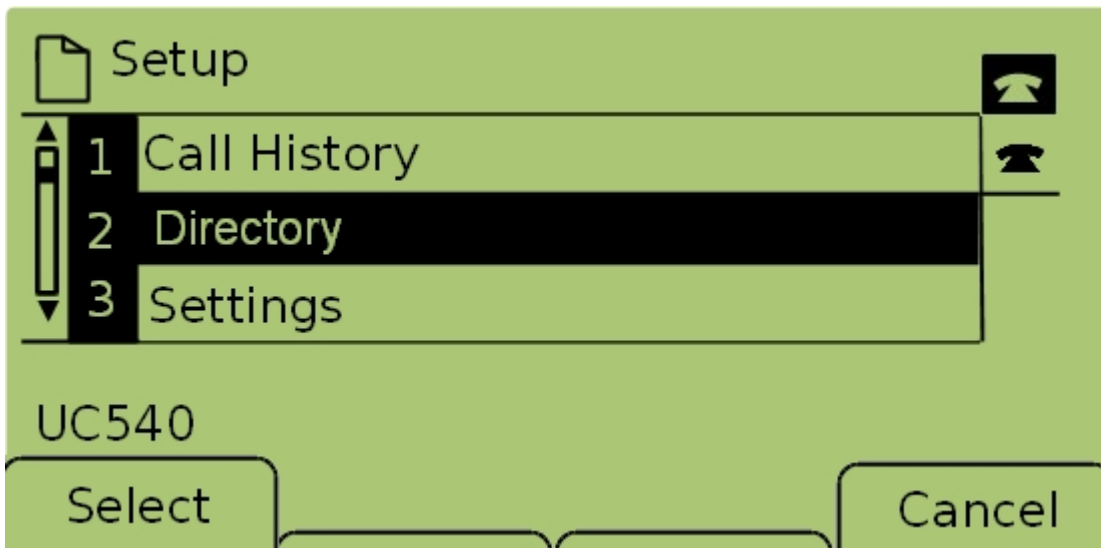 Setup
1 Call History
2 Directory
3 Settings
UC540
Select Cancel